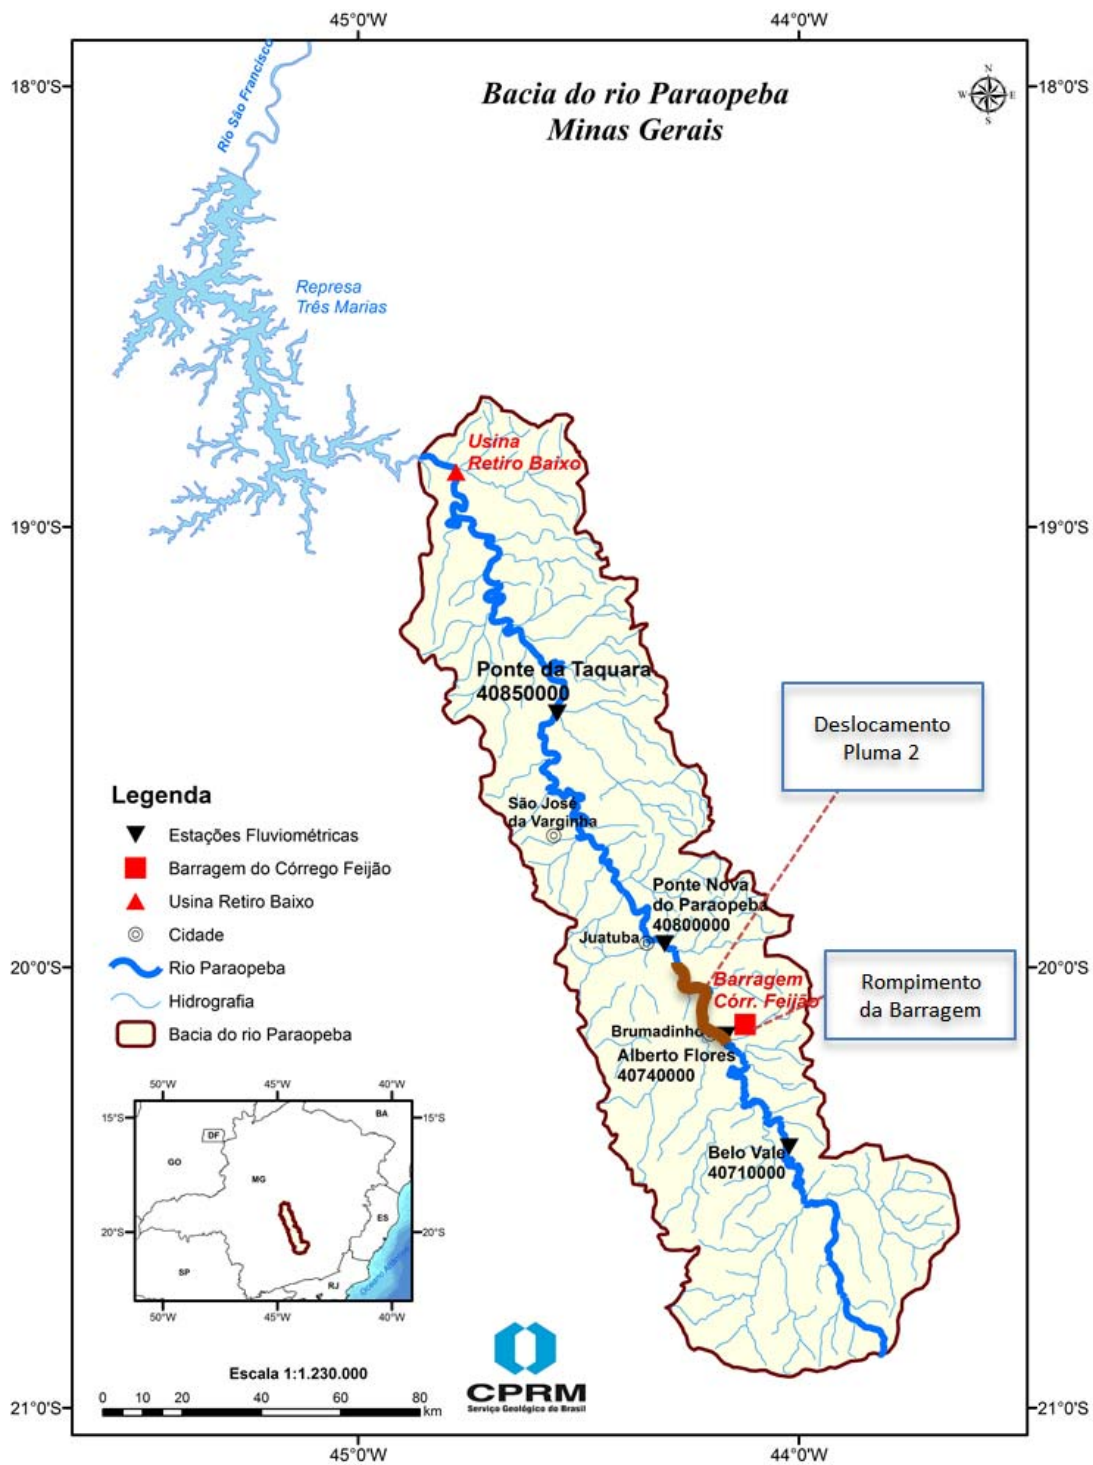 45°0'W
44°0'W
18°0'S
18°0'S
Bacia do rio Paraopeba
Minas Gerais
N
W
E
S
Rio São Francisco
Represa
Três Marias
Usina
Retiro Baixo
19°0'S
19°0'S
Ponte da Taquara
40850000
Deslocamento
Pluma 2
São José
da Varginha
Legenda
Estações Fluviométricas
Barragem do Córrego Feijão
Usina Retiro Baixo
Cidade
Rio Paraopeba
Hidrografia
Bacia do rio Paraopeba
Ponte Nova
do Paraopeba
40800000
Juatuba
20°0'S
20°0'S
Barragem
Córr. Feijão
Rompimento
da Barragem
Brumadinho
Alberto Flores
40740000
Belo Vale
40710000
50°W
45°W
40°W
15°S
15°S
BA
DF
GO
MG
ES
20°S
20°S
SP
RJ
50°W
45°W
40°W
Escala 1:1.230.000
0 10 20 40 60 80
km
CPRM
Serviço Geológico do Brasil
21°0'S
21°0'S
45°0'W
44°0'W